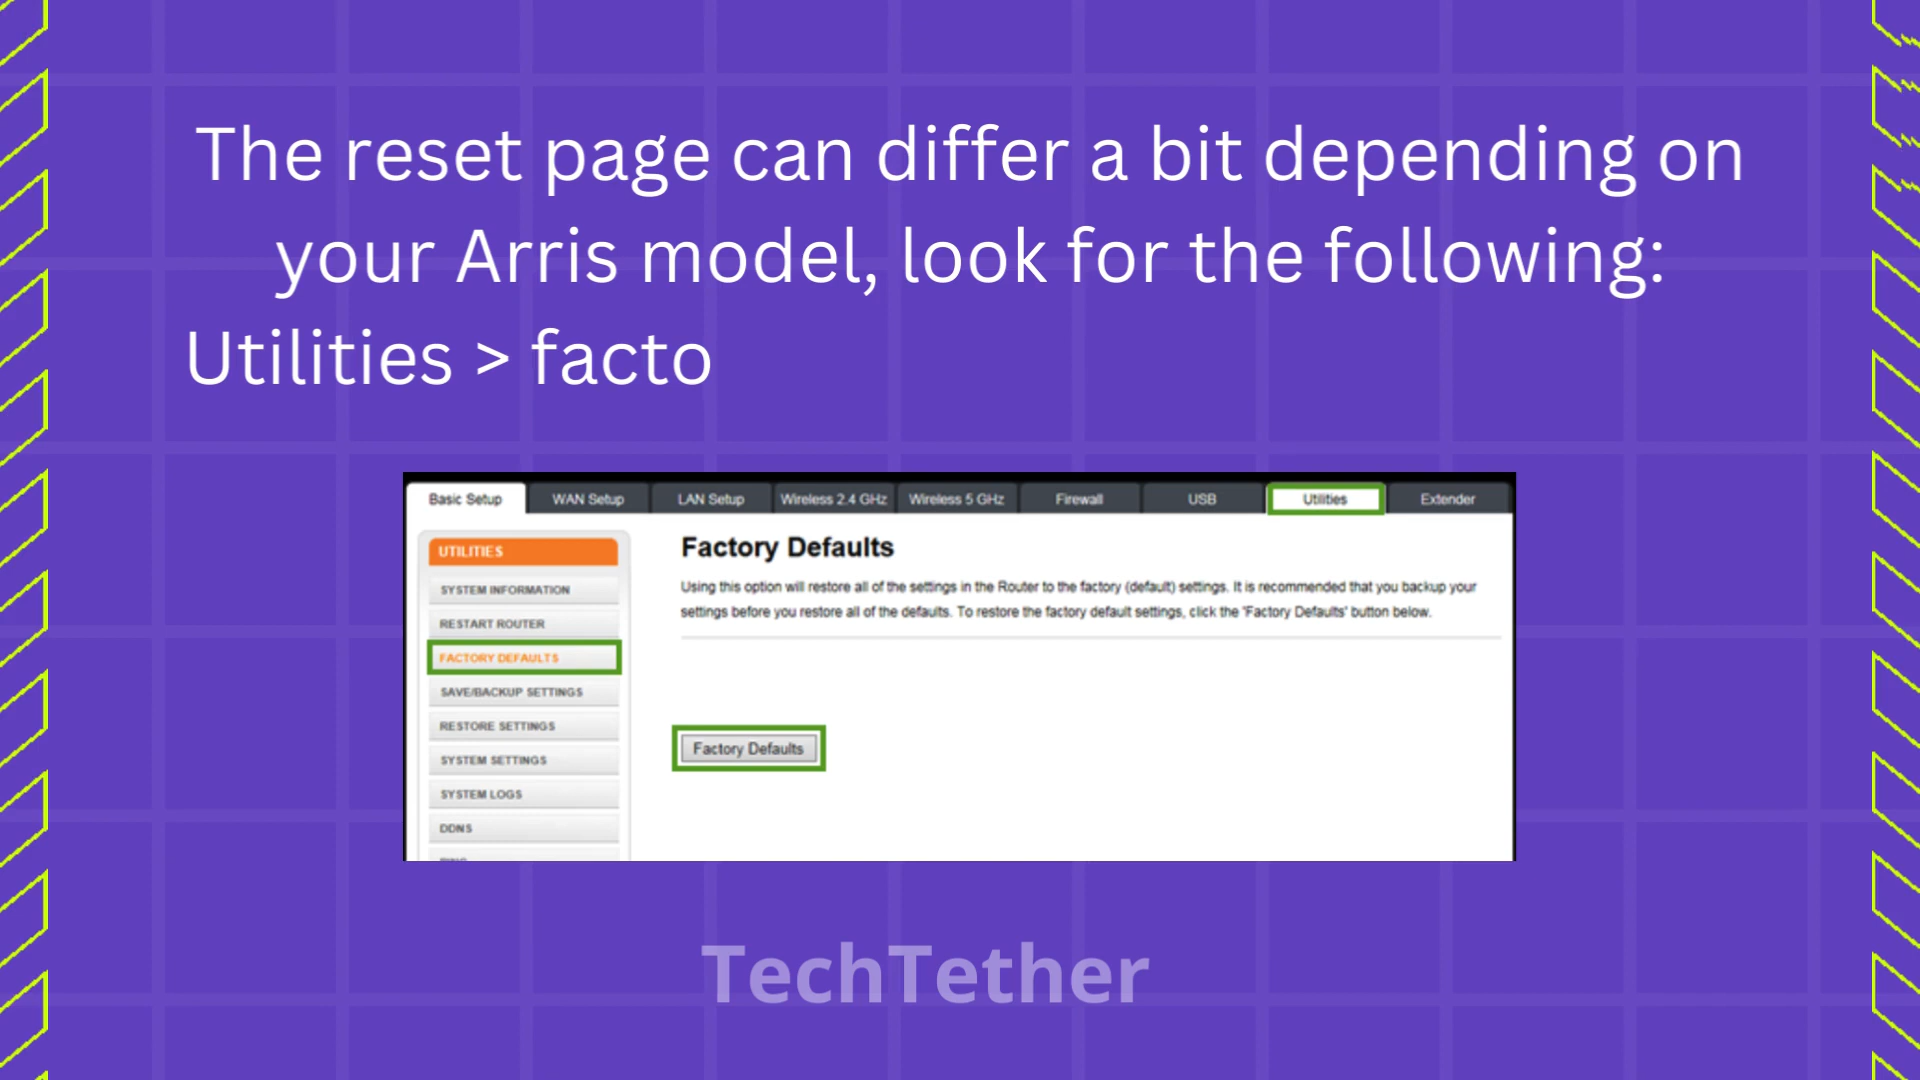 The reset page can differ a bit depending on
your Arris model, look for the following:
Utilities > facto
Basic Setup WAN Setup LAN Setup Wireless 2.4 GHz Wireless 5 GHz Firewall USB Utilities Extender
UTILITIES
SYSTEM INFORMATION
RESTART ROUTER
FACTORY DEFAULTS
SAVE/BACKUP SETTINGS
RESTORE SETTINGS
SYSTEM SETTINGS
SYSTEM LOGS
DDNS
Factory Defaults
Using this option will restore all of the settings in the Router to the factory (default) settings. It is recommended that you backup your
settings before you restore all of the defaults. To restore the factory default settings, click the 'Factory Defaults' button below.
Factory Defaults
TechTether